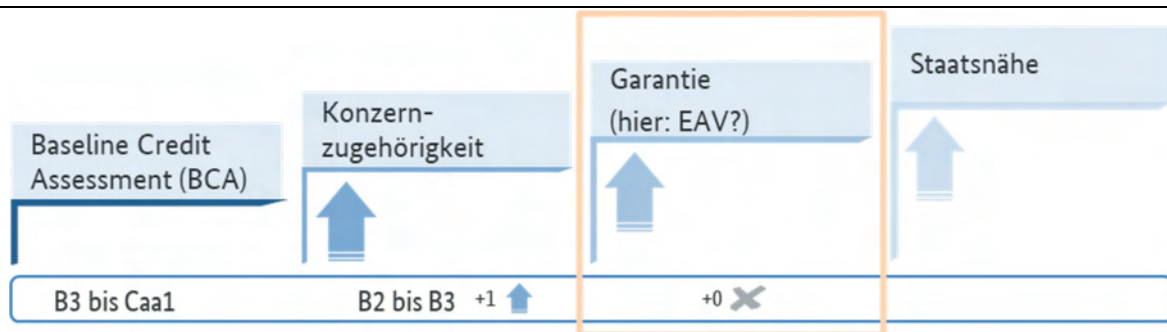 Baseline Credit
Assessment (BCA)
Konzern-
zugehörigkeit
Garantie
(hier: EAV?)
Staatsnähe
B3 bis Caa1
B2 bis B3 +1
+0